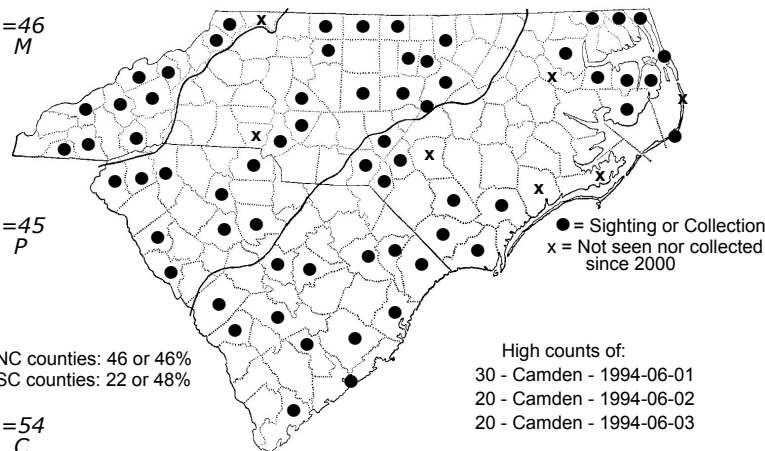 =46
M
=45
P
● = Sighting or Collection
x = Not seen nor collected
since 2000
NC counties: 46 or 46%
SC counties: 22 or 48%
High counts of:
30 - Camden - 1994-06-01
20 - Camden - 1994-06-02
20 - Camden - 1994-06-03
=54
C